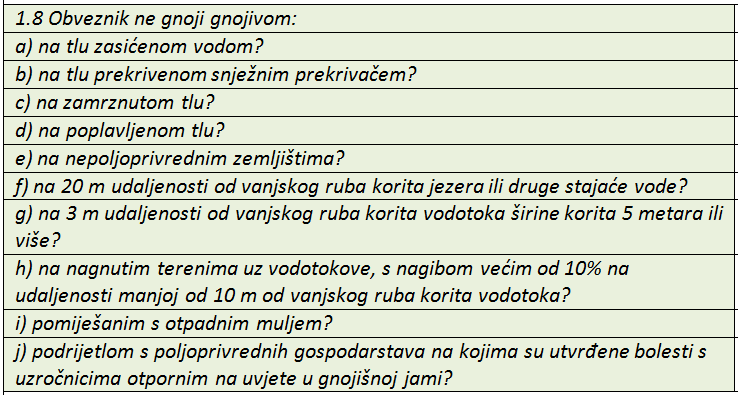 1.8 Obveznik ne gnoji gnojivom:
a) na tlu zasićenom vodom?
b) na tlu prekrivenom snježnim prekrivačem?
c) na zamrznutom tlu?
d) na poplavljenom tlu?
e) na nepoljoprivrednim zemljištima?
f) na 20 m udaljenosti od vanjskog ruba korita jezera ili druge stajaće vode?
g) na 3 m udaljenosti od vanjskog ruba korita vodotoka širine korita 5 metara ili
više?
h) na nagnutim terenima uz vodotokove, s nagibom većim od 10% na
udaljenosti manjoj od 10 m od vanjskog ruba korita vodotoka?
i) pomiješanim s otpadnim muljem?
j) podrijetlom s poljoprivrednih gospodarstava na kojima su utvrđene bolesti s
uzročnicima otpornim na uvjete u gnojišnoj jami?